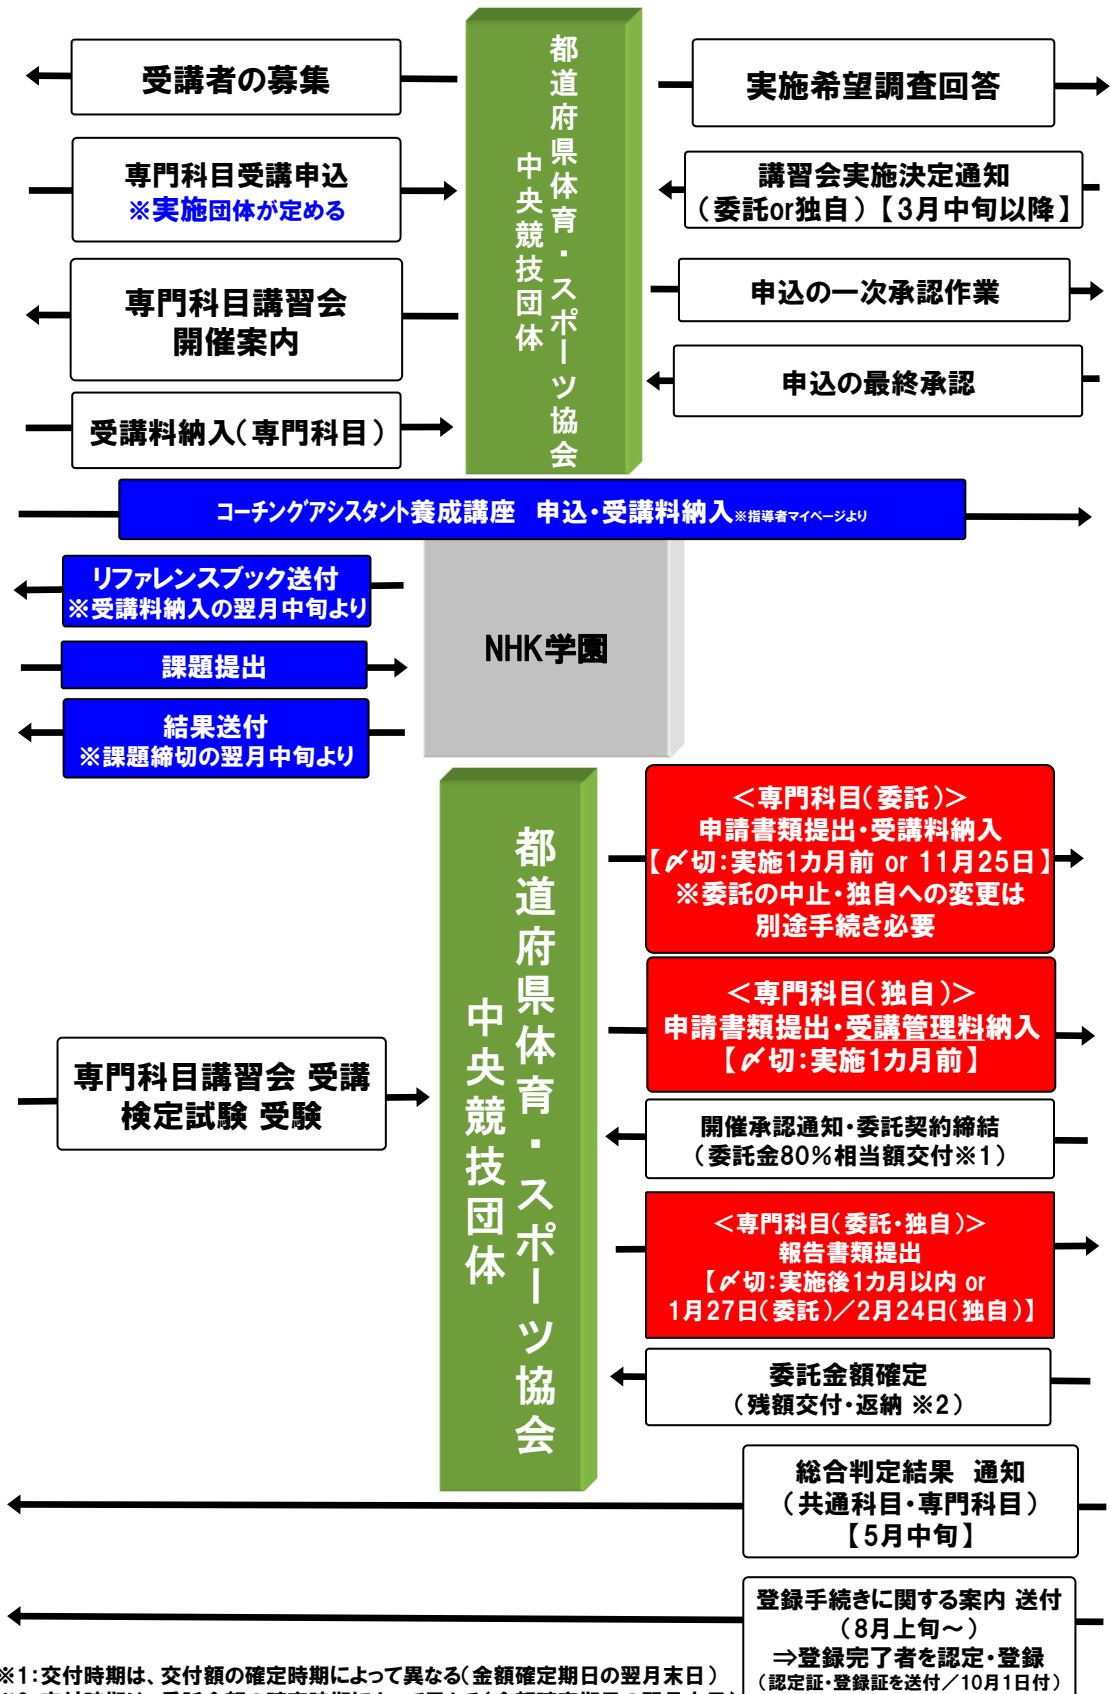 受講者の募集
専門科目受講申込
※実施団体が定める
専門科目講習会
開催案内
受講料納入(専門科目)
都道府県体育・スポーツ協会
中央競技団体
実施希望調査回答
講習会実施決定通知
(委託or独自)【3月中旬以降】
申込の一次承認作業
申込の最終承認
コーチングアシスタント養成講座 申込・受講料納入※指導者マイページより
リファレンスブック送付
※受講料納入の翌月中旬より
課題提出
結果送付
※課題締切の翌月中旬より
NHK学園
専門科目講習会 受講
検定試験 受験
都道府県体育・スポーツ協会
中央競技団体
<専門科目(委託)>
申請書類提出・受講料納入
【〆切:実施1カ月前 or 11月25日】
※委託の中止・独自への変更は
別途手続き必要
<専門科目(独自)>
申請書類提出・受講管理料納入
【〆切:実施1カ月前】
開催承認通知・委託契約締結
(委託金80%相当額交付※1)
<専門科目(委託・独自)>
報告書類提出
【〆切:実施後1カ月以内 or
1月27日(委託)/2月24日(独自)】
委託金額確定
(残額交付・返納 ※2)
総合判定結果 通知
(共通科目・専門科目)
【5月中旬】
登録手続きに関する案内 送付
(8月上旬~)
⇒登録完了者を認定・登録
(認定証・登録証を送付/10月1日付)
※1:交付時期は、交付額の確定時期によって異なる(金額確定期日の翌月末日)